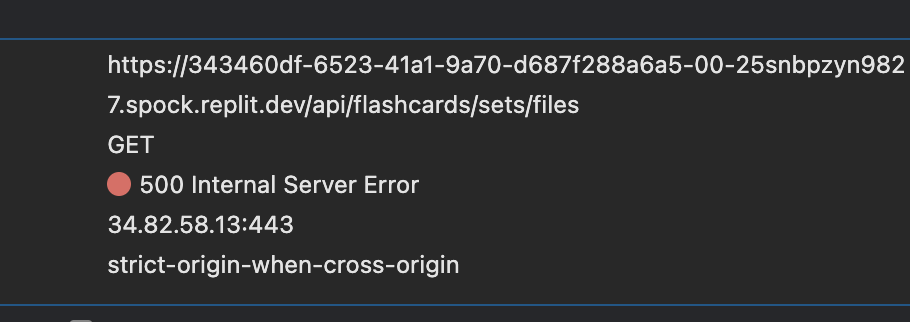 https://343460df-6523-41a1-9a70-d687f288a6a5-00-25snbpzyn982
7.spock.replit.dev/api/flashcards/sets/files
GET
500 Internal Server Error
34.82.58.13:443
strict-origin-when-cross-origin